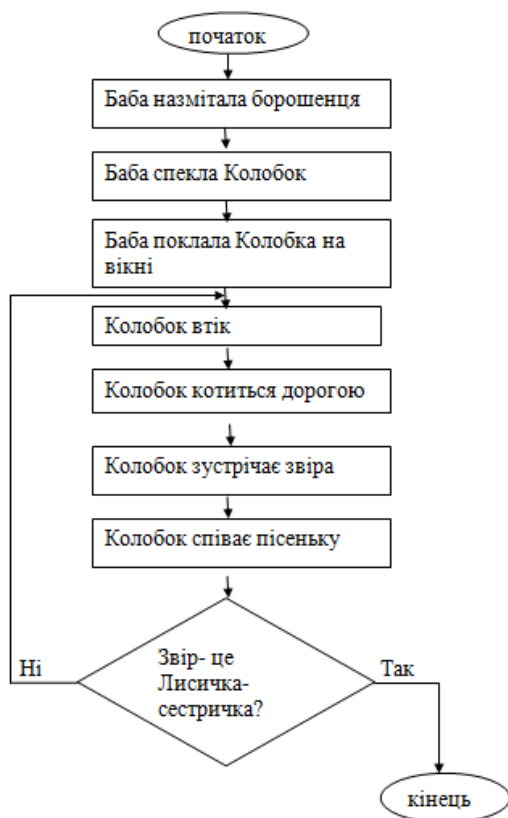 початок
Баба назмітала борошенця
Баба спекла Колобок
Баба поклала Колобка на
вікні
Колобок втік
Колобок котиться дорогою
Колобок зустрічає звіра
Колобок співає пісеньку
Звір- це
Лисичка-
сестричка?
Ні
Так
кінець